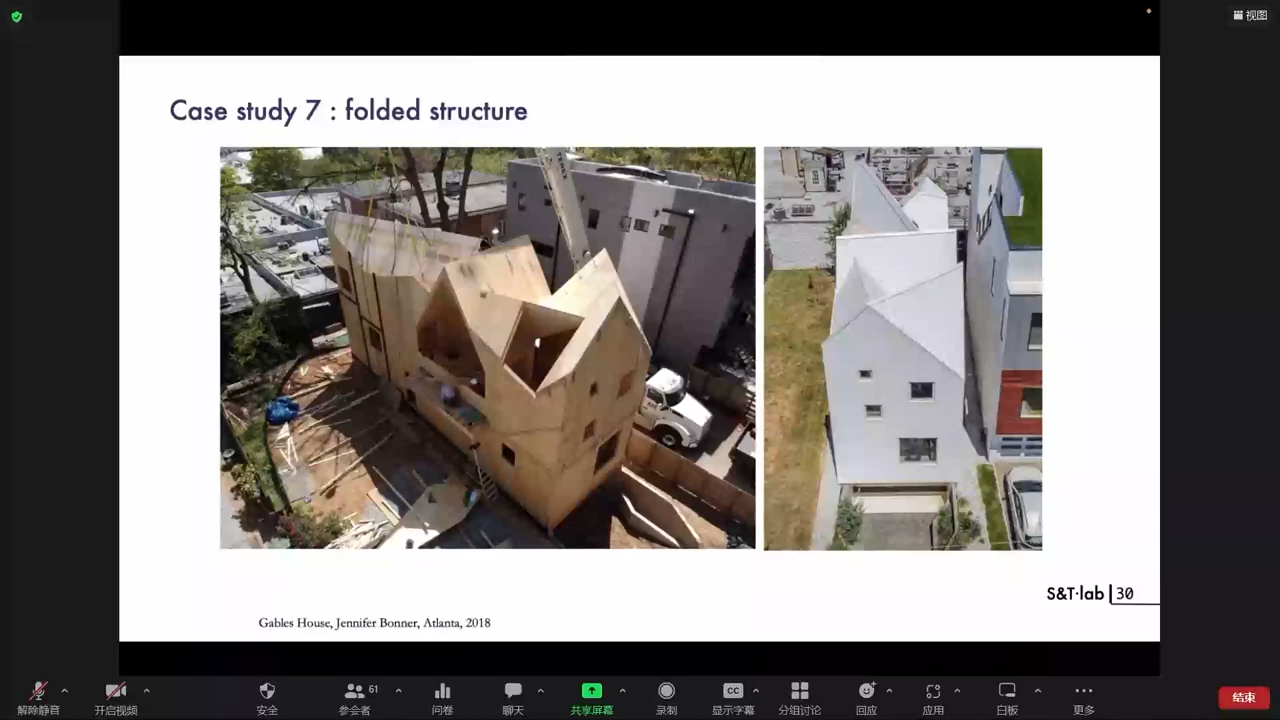 视图
Case study 7 : folded structure
S&T·lab 30
Gables House, Jennifer Bonner, Atlanta, 2018
61
CC
解除静音
开启视频
安全
参会者
问卷
聊天
共享屏幕
录制
显示字幕
分组讨论
回应
应用
白板
更多
结束